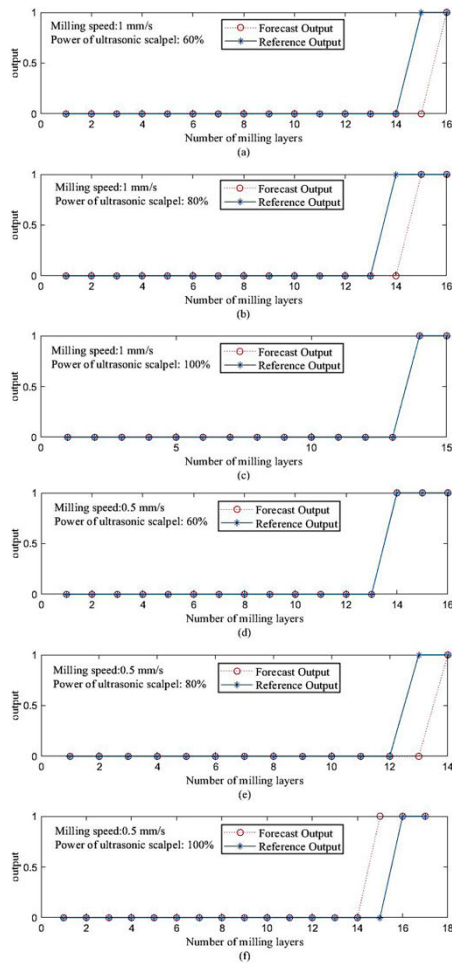 Milling speed:1 mm/s
Power of ultrasonic scalpel: 60%
Forecast Output
Reference Output
output
1
0.5
0
0 2 4 6 8 10 12 14 16
Number of milling layers
(a)
Milling speed:1 mm/s
Power of ultrasonic scalpel: 80%
Forecast Output
Reference Output
output
1
0.5
0
0 2 4 6 8 10 12 14 16
Number of milling layers
(b)
Milling speed:1 mm/s
Power of ultrasonic scalpel: 100%
Forecast Output
Reference Output
output
1
0.5
0
0 5 10 15
Number of milling layers
(c)
Milling speed:0.5 mm/s
Power of ultrasonic scalpel: 60%
Forecast Output
Reference Output
output
1
0.5
0
0 2 4 6 8 10 12 14 16
Number of milling layers
(d)
Milling speed:0.5 mm/s
Power of ultrasonic scalpel: 80%
Forecast Output
Reference Output
output
1
0.5
0
0 2 4 6 8 10 12 14
Number of milling layers
(e)
Milling speed:0.5 mm/s
Power of ultrasonic scalpel: 100%
Forecast Output
Reference Output
output
1
0.5
0
0 2 4 6 8 10 12 14 16 18
Number of milling layers
(f)